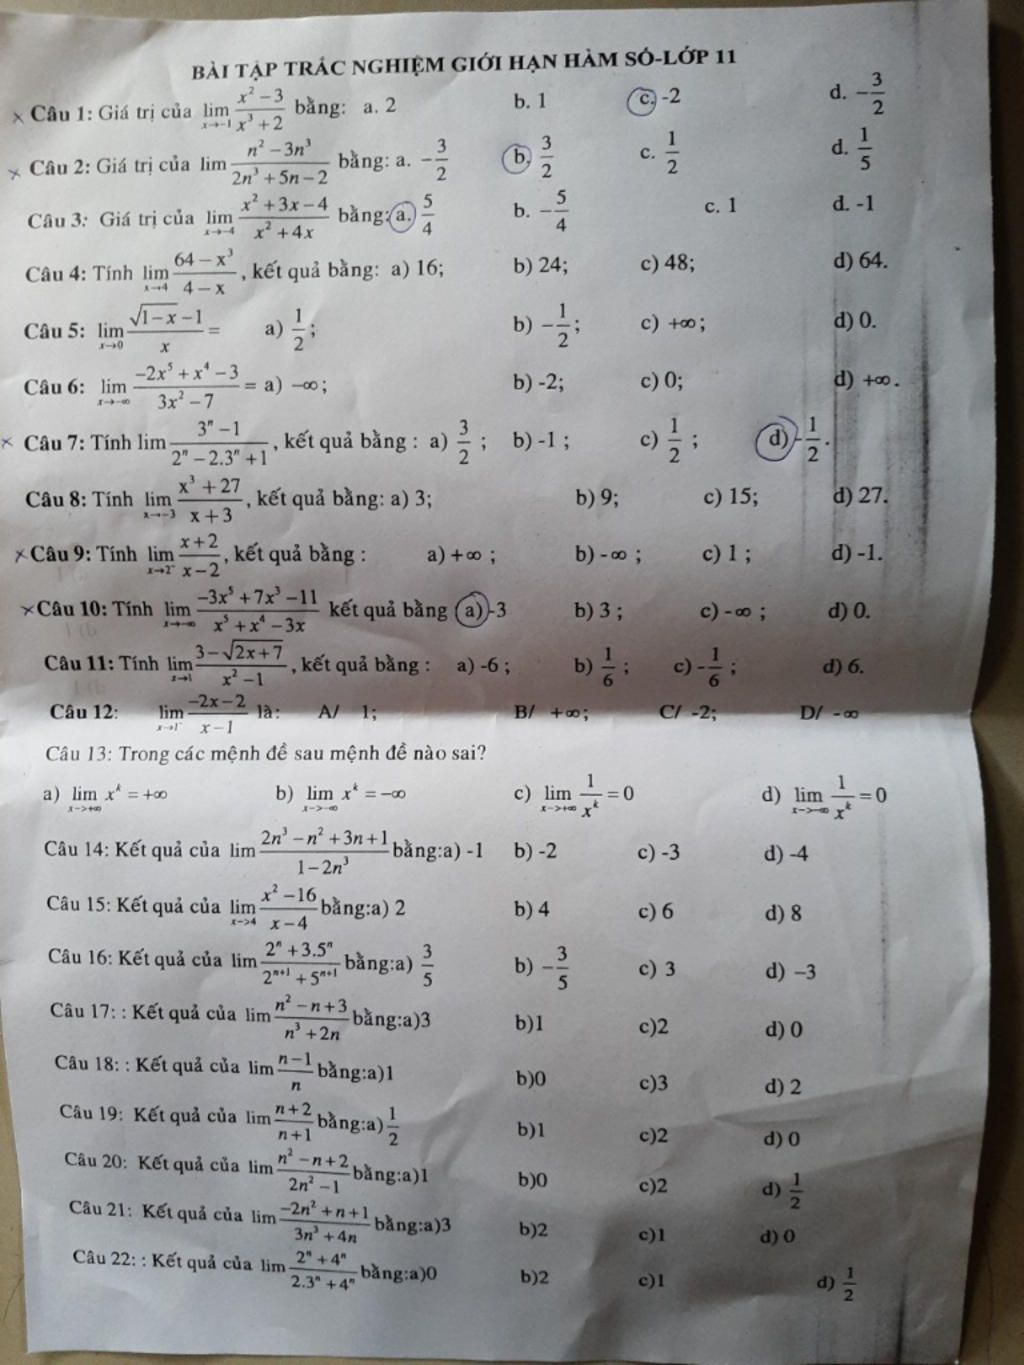 BÀI TẬP TRẮC NGHIỆM GIỚI HẠN HÀM SỐ-LỚP 11
× Câu 1: Giá trị của lim_{x→-1} (x² − 3)/(x³ + 2) bằng: a. 2 b. 1 c. -2 d. −3/2
× Câu 2: Giá trị của lim (n² − 3n³)/(2n³ + 5n − 2) bằng: a. −3/2 b. 3/2 c. 1/2 d. 1/5
Câu 3: Giá trị của lim_{x→-4} (x² + 3x − 4)/(x² + 4x) bằng: a. 5/4 b. −5/4 c. 1 d. -1
Câu 4: Tính lim_{x→4} (64 − x³)/(4 − x), kết quả bằng: a) 16; b) 24; c) 48; d) 64.
Câu 5: lim_{x→0} (√(1−x) − 1)/x = a) 1/2; b) −1/2; c) +∞; d) 0.
Câu 6: lim_{x→-∞} (−2x⁵ + x⁴ − 3)/(3x² − 7) = a) −∞; b) -2; c) 0; d) +∞.
× Câu 7: Tính lim (3ⁿ − 1)/(2ⁿ − 2.3ⁿ + 1), kết quả bằng : a) 3/2 ; b) -1 ; c) 1/2 ; d) −1/2.
Câu 8: Tính lim_{x→-3} (x³ + 27)/(x + 3), kết quả bằng: a) 3; b) 9; c) 15; d) 27.
× Câu 9: Tính lim_{x→2⁻} (x + 2)/(x − 2), kết quả bằng : a) +∞ ; b) -∞ ; c) 1 ; d) -1.
× Câu 10: Tính lim_{x→-∞} (−3x⁵ + 7x³ − 11)/(x⁵ + x⁴ − 3x) kết quả bằng a) -3 b) 3 ; c) -∞ ; d) 0.
Câu 11: Tính lim_{x→1} (3 − √(2x+7))/(x² − 1), kết quả bằng : a) -6 ; b) 1/6 ; c) −1/6 ; d) 6.
Câu 12: lim_{x→1⁻} (−2x − 2)/(x − 1) là: A/ 1; B/ +∞; C/ -2; D/ -∞
Câu 13: Trong các mệnh đề sau mệnh đề nào sai?
a) lim_{x->+∞} xᵏ = +∞ b) lim_{x->-∞} xᵏ = −∞ c) lim_{x->+∞} 1/xᵏ = 0 d) lim_{x->-∞} 1/xᵏ = 0
Câu 14: Kết quả của lim (2n³ − n² + 3n + 1)/(1 − 2n³) bằng:a) -1 b) -2 c) -3 d) -4
Câu 15: Kết quả của lim_{x->4} (x² − 16)/(x − 4) bằng:a) 2 b) 4 c) 6 d) 8
Câu 16: Kết quả của lim (2ⁿ + 3.5ⁿ)/(2ⁿ⁺¹ + 5ⁿ⁺¹) bằng:a) 3/5 b) −3/5 c) 3 d) −3
Câu 17: : Kết quả của lim (n² − n + 3)/(n³ + 2n) bằng:a)3 b)1 c)2 d) 0
Câu 18: : Kết quả của lim (n − 1)/n bằng:a)1 b)0 c)3 d) 2
Câu 19: Kết quả của lim (n + 2)/(n + 1) bằng:a) 1/2 b)1 c)2 d) 0
Câu 20: Kết quả của lim (n² − n + 2)/(2n² − 1) bằng:a)1 b)0 c)2 d) 1/2
Câu 21: Kết quả của lim (−2n² + n + 1)/(3n³ + 4n) bằng:a)3 b)2 c)1 d) 0
Câu 22: : Kết quả của lim (2ⁿ + 4ⁿ)/(2.3ⁿ + 4ⁿ) bằng:a)0 b)2 c)1 d) 1/2